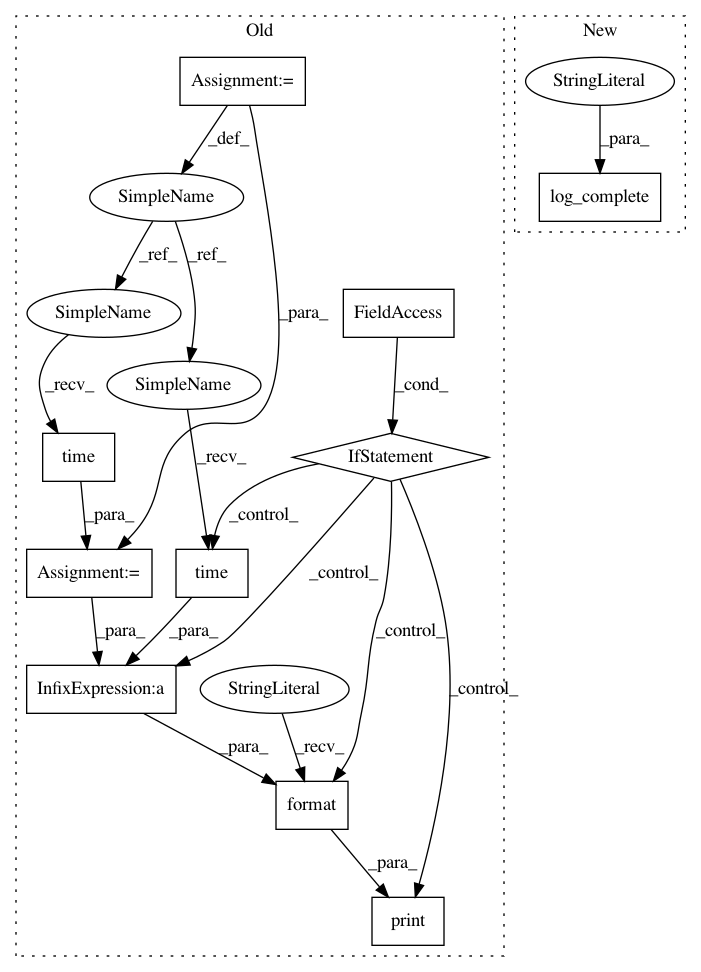 Old
New
Assignment:=
StringLiteral
_def_
_para_
SimpleName
log_complete
_ref_
_ref_
SimpleName
_para_
FieldAccess
SimpleName
_cond_
_recv_
_recv_
IfStatement
time
_control_
_para_
Assignment:=
time
_control_
_para_
_para_
_control_
_control_
InfixExpression:a
StringLiteral
_para_
_recv_
format
_para_
print